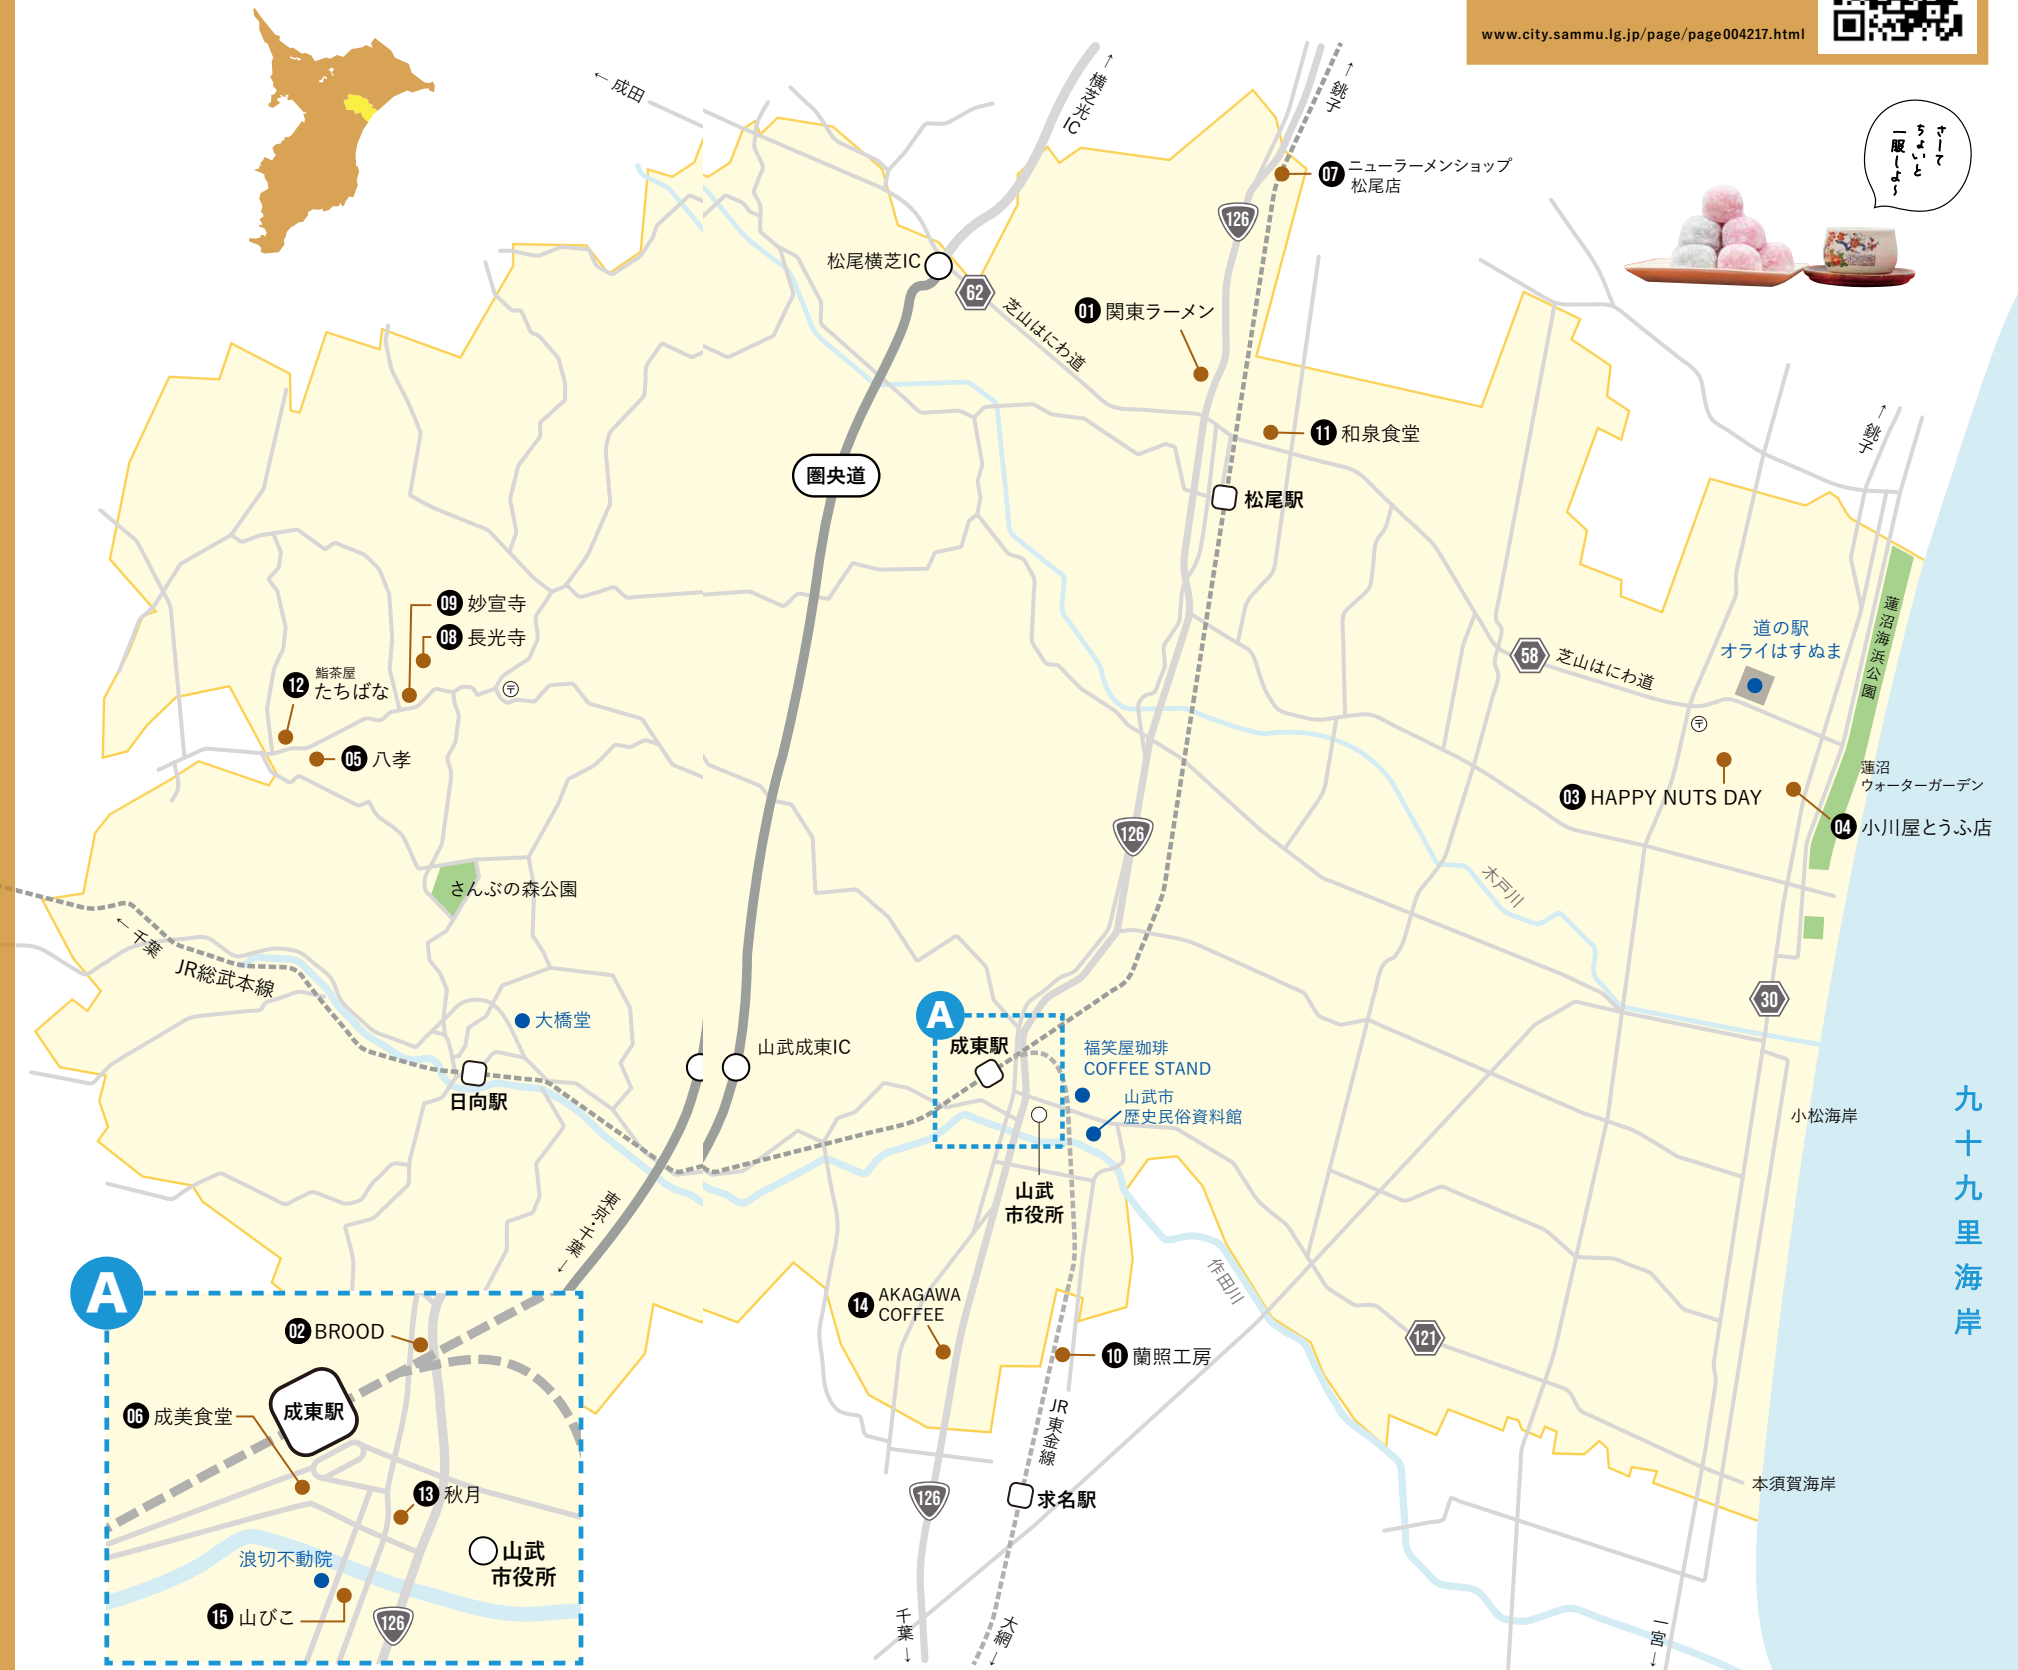 www.city.sammu.lg.jp/page/page004217.html
さーて
ちょいと
一服しよ〜
← 成田
→ 横芝光IC
→ 銚子
07 ニューラーメンショップ
松尾店
126
松尾横芝IC
62
芝山はにわ道
01 関東ラーメン
11 和泉食堂
→ 銚子
圏央道
松尾駅
09 妙宣寺
08 長光寺
鮨茶屋
12 たちばな
〒
05 八孝
58
芝山はにわ道
道の駅
オライはすぬま
蓮沼海浜公園
〒
03 HAPPY NUTS DAY
蓮沼
ウォーターガーデン
04 小川屋とうふ店
126
木戸川
さんぶの森公園
← 千葉
JR総武本線
30
大橋堂
山武成東IC
A
成東駅
福笑屋珈琲
COFFEE STAND
山武市
歴史民俗資料館
日向駅
小松海岸
九十九里海岸
山武
市役所
東京・千葉 ←
作田川
A
14 AKAGAWA
COFFEE
02 BROOD
10 蘭照工房
121
06 成美食堂
成東駅
JR東金線
13 秋月
126
求名駅
本須賀海岸
浪切不動院
山武
市役所
15 山びこ
126
千葉 ←
大網 ←
一宮 ←